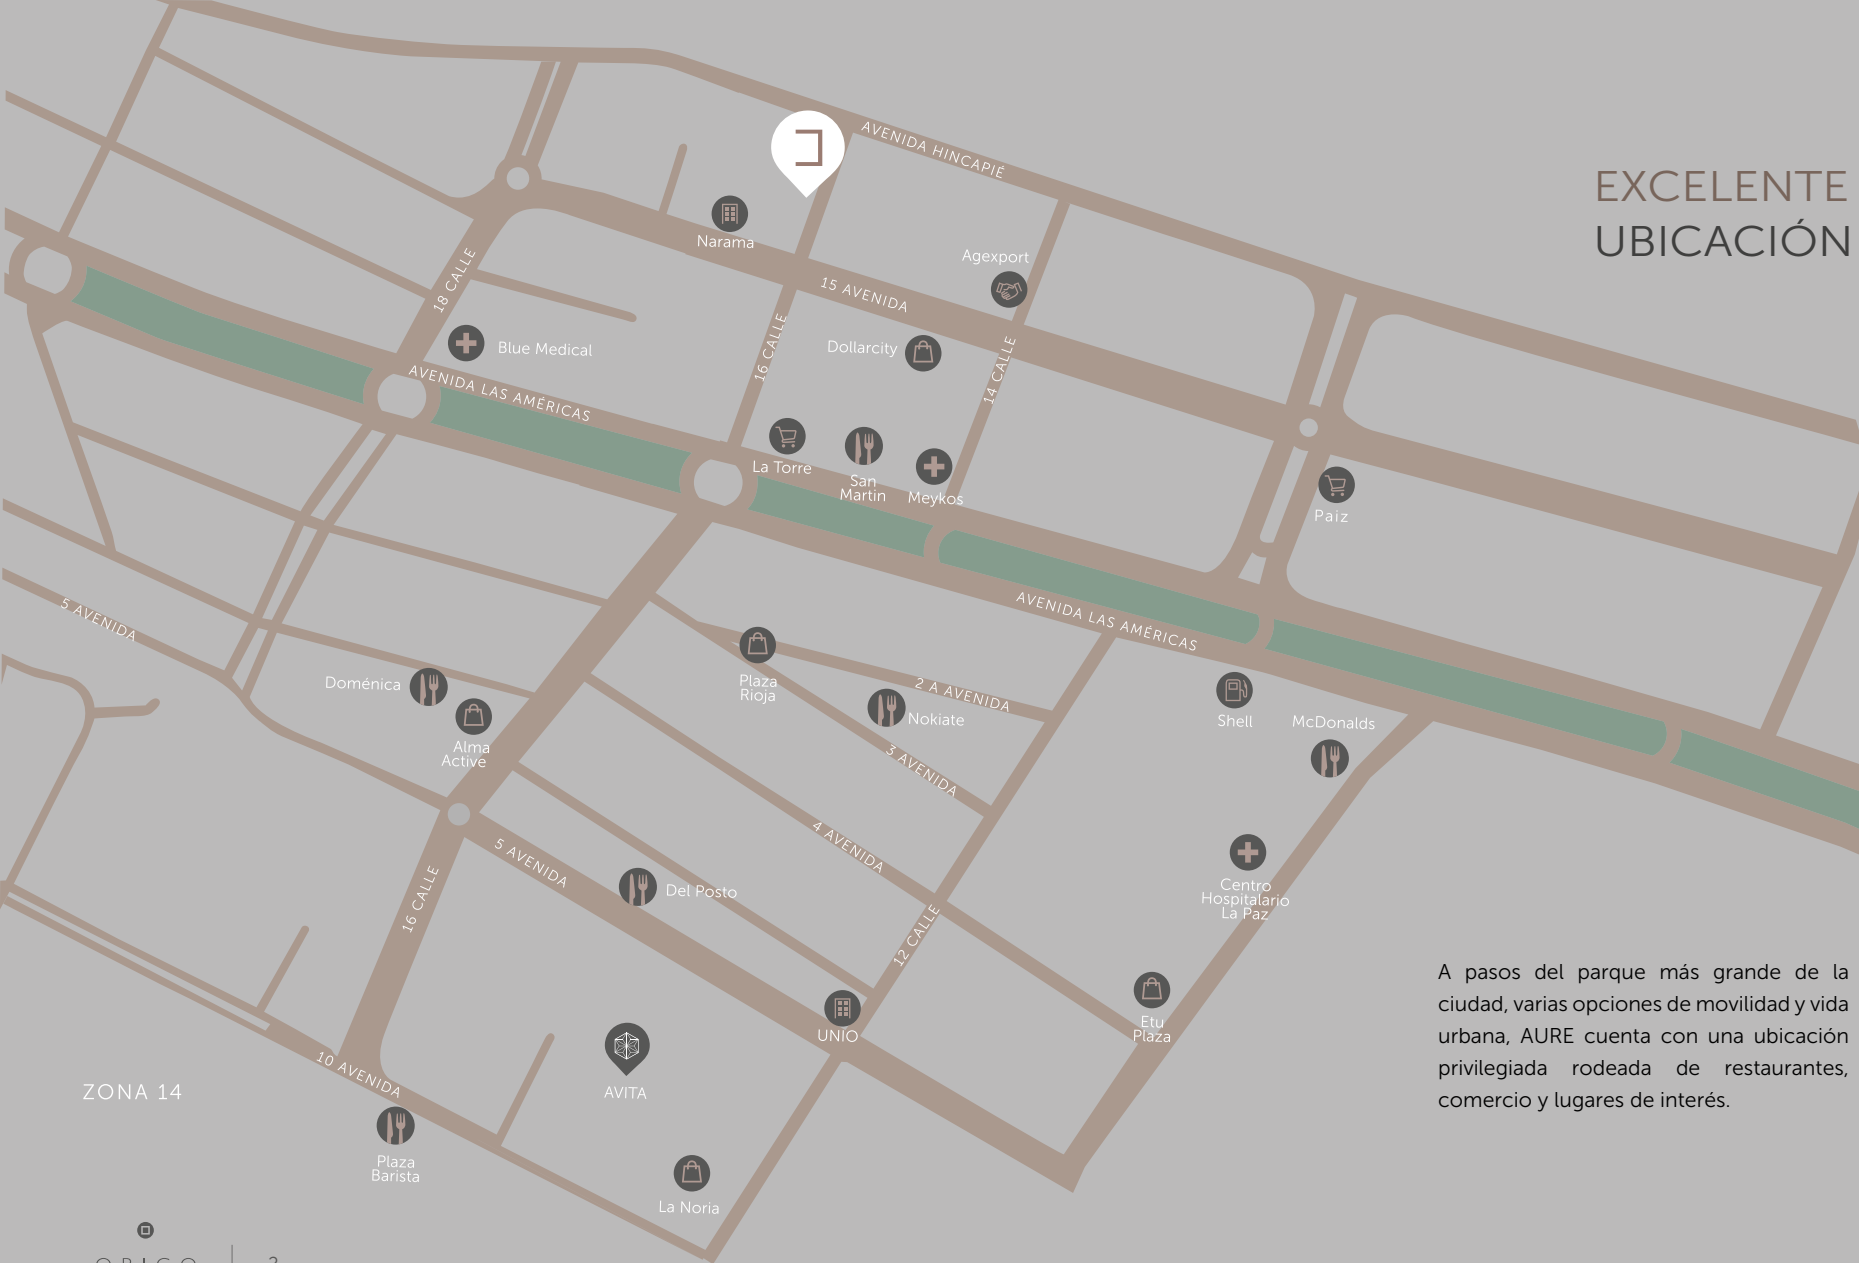 AVENIDA HINCAPIÉ
EXCELENTE
UBICACIÓN
Narama
Agexport
15 AVENIDA
18 CALLE
16 CALLE
14 CALLE
Blue Medical
Dollarcity
AVENIDA LAS AMÉRICAS
La Torre
San
Martin
Meykos
Paiz
AVENIDA LAS AMÉRICAS
5 AVENIDA
Doménica
Alma
Active
Plaza
Rioja
2 A AVENIDA
Nokiate
3 AVENIDA
Shell
McDonalds
4 AVENIDA
5 AVENIDA
16 CALLE
Del Posto
12 CALLE
Centro
Hospitalario
La Paz
A pasos del parque más grande de la
ciudad, varias opciones de movilidad y vida
urbana, AURE cuenta con una ubicación
privilegiada rodeada de restaurantes,
comercio y lugares de interés.
UNIO
Etu
Plaza
10 AVENIDA
ZONA 14
AVITA
Plaza
Barista
La Noria